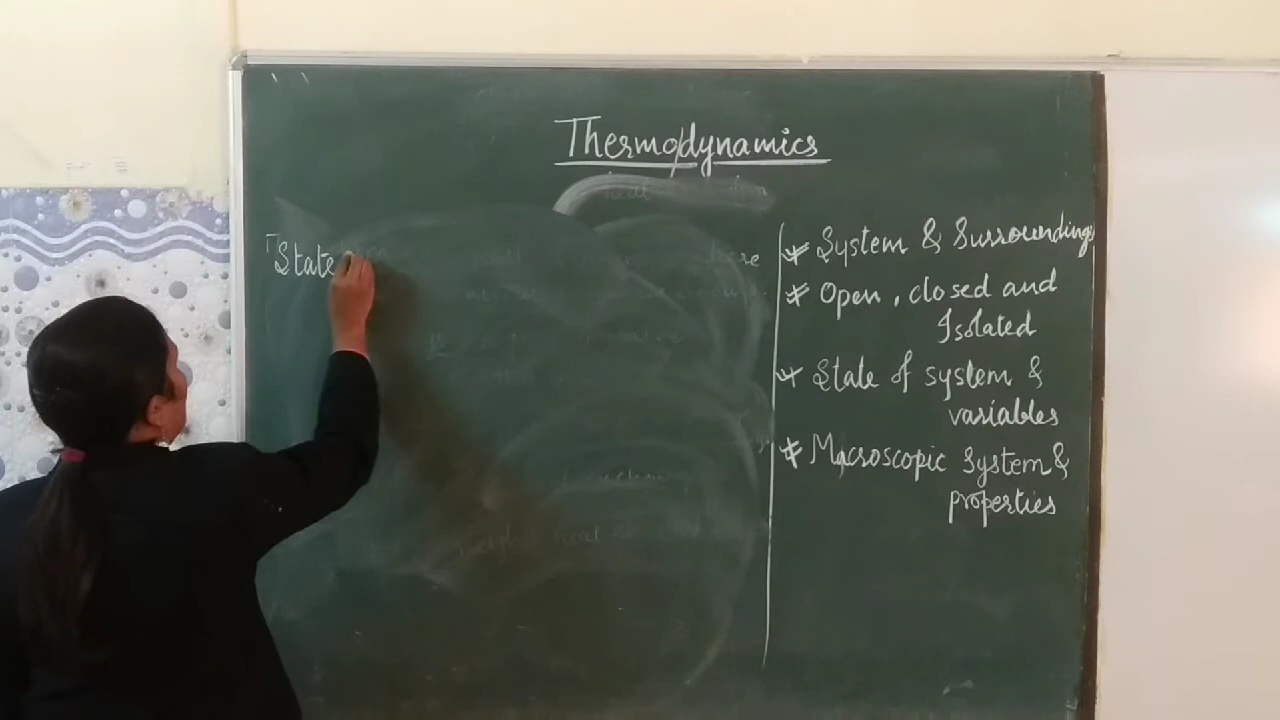 Thermodynamics
State
* System & Surroundings
* Open, closed and
Isolated
* State of system &
variables
* Macroscopic System &
properties